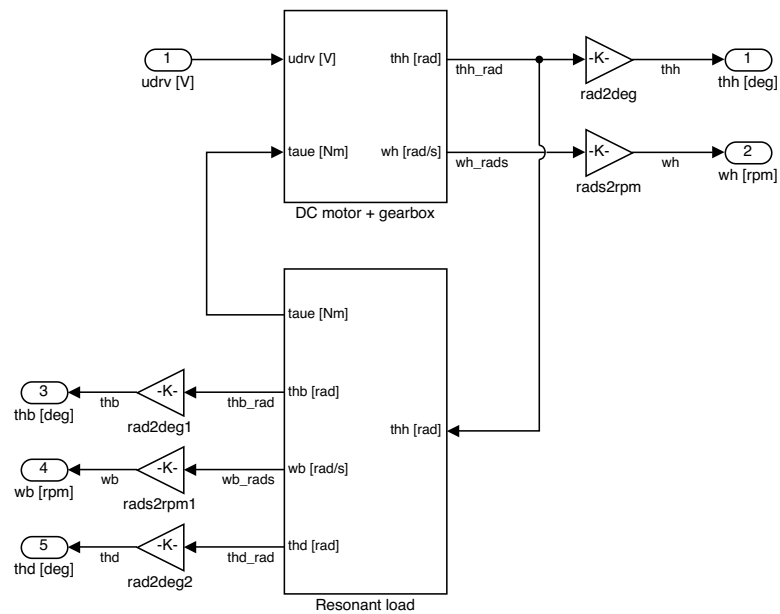 1
udrv [V]
udrv [V]
thh [rad]
thh_rad
-K-
rad2deg
thh
1
thh [deg]
taue [Nm]
wh [rad/s]
wh_rads
-K-
rads2rpm
wh
2
wh [rpm]
DC motor + gearbox
taue [Nm]
3
thb [deg]
thb
-K-
rad2deg1
thb_rad
thb [rad]
thh [rad]
4
wb [rpm]
wb
-K-
rads2rpm1
wb_rads
wb [rad/s]
5
thd [deg]
thd
-K-
rad2deg2
thd_rad
thd [rad]
Resonant load